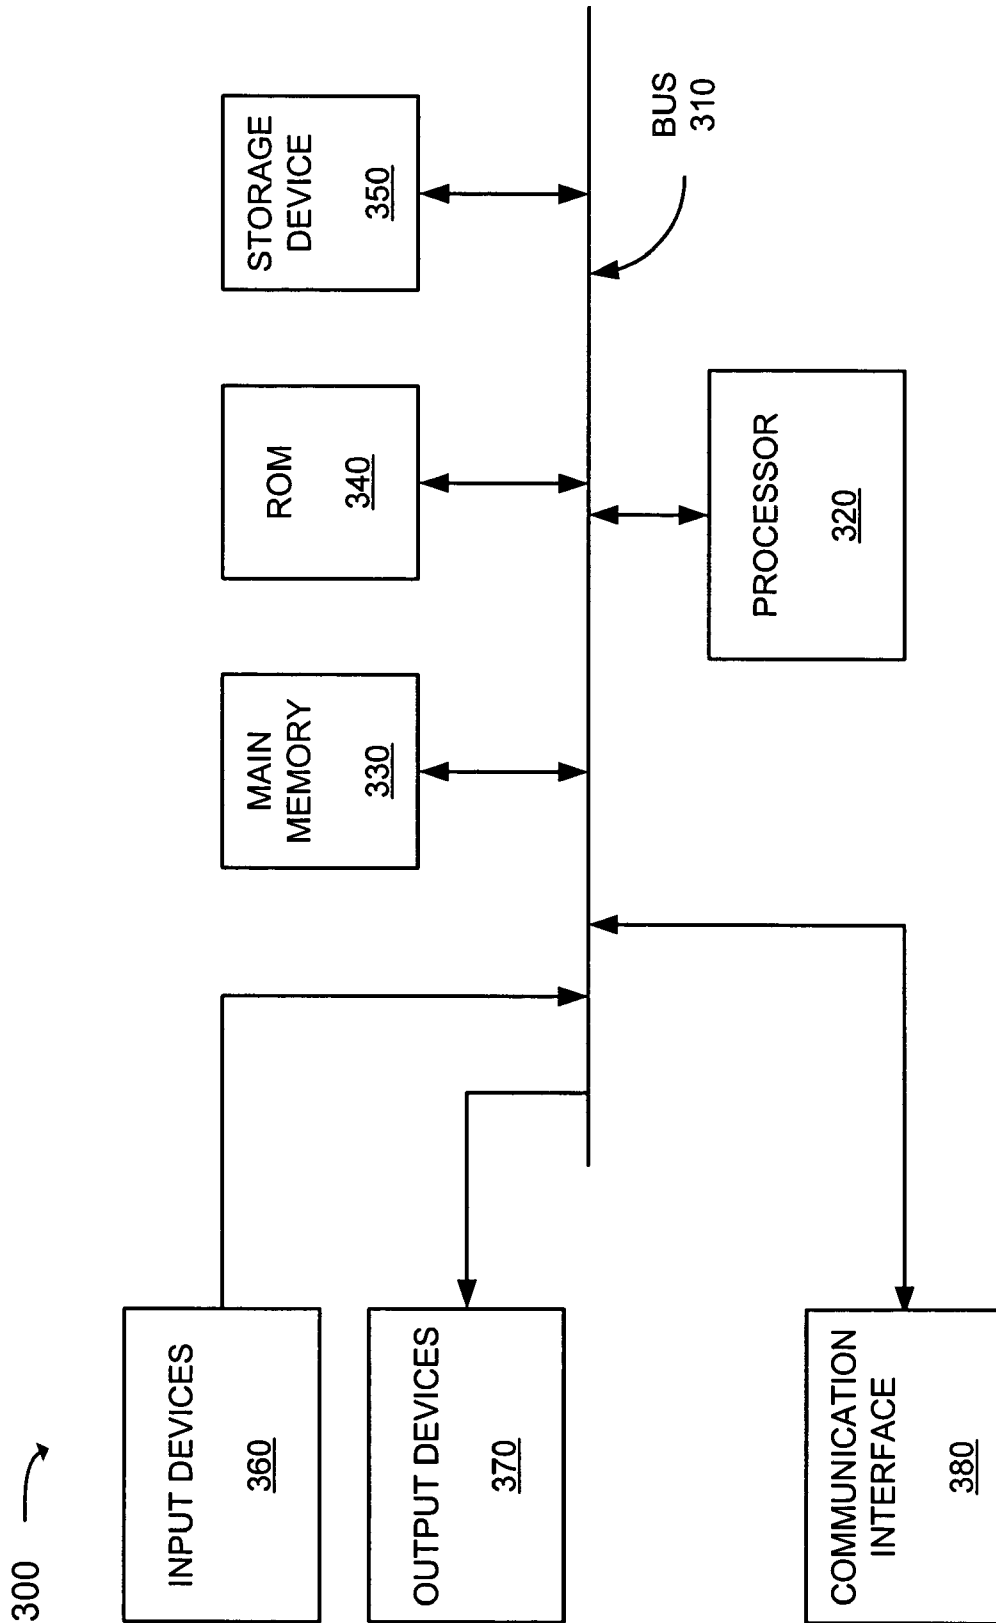 300
INPUT DEVICES
360
OUTPUT DEVICES
370
COMMUNICATION
INTERFACE
380
MAIN
MEMORY
330
ROM
340
STORAGE
DEVICE
350
PROCESSOR
320
BUS
310